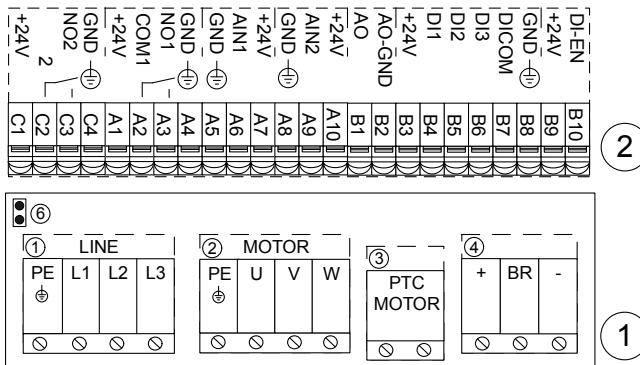 +24V 2 NO2 GND +24V COM1 NO1 GND GND AIN1 +24V GND AIN2 +24V AO AO-GND +24V DI1 DI2 DI3 DICOM GND +24V DI-EN
C1 C2 C3 C4 A1 A2 A3 A4 A5 A6 A7 A8 A9 A10 B1 B2 B3 B4 B5 B6 B7 B8 B9 B10
2
6
1 LINE
PE L1 L2 L3
2 MOTOR
PE U V W
3
PTC
MOTOR
4
+ BR -
1